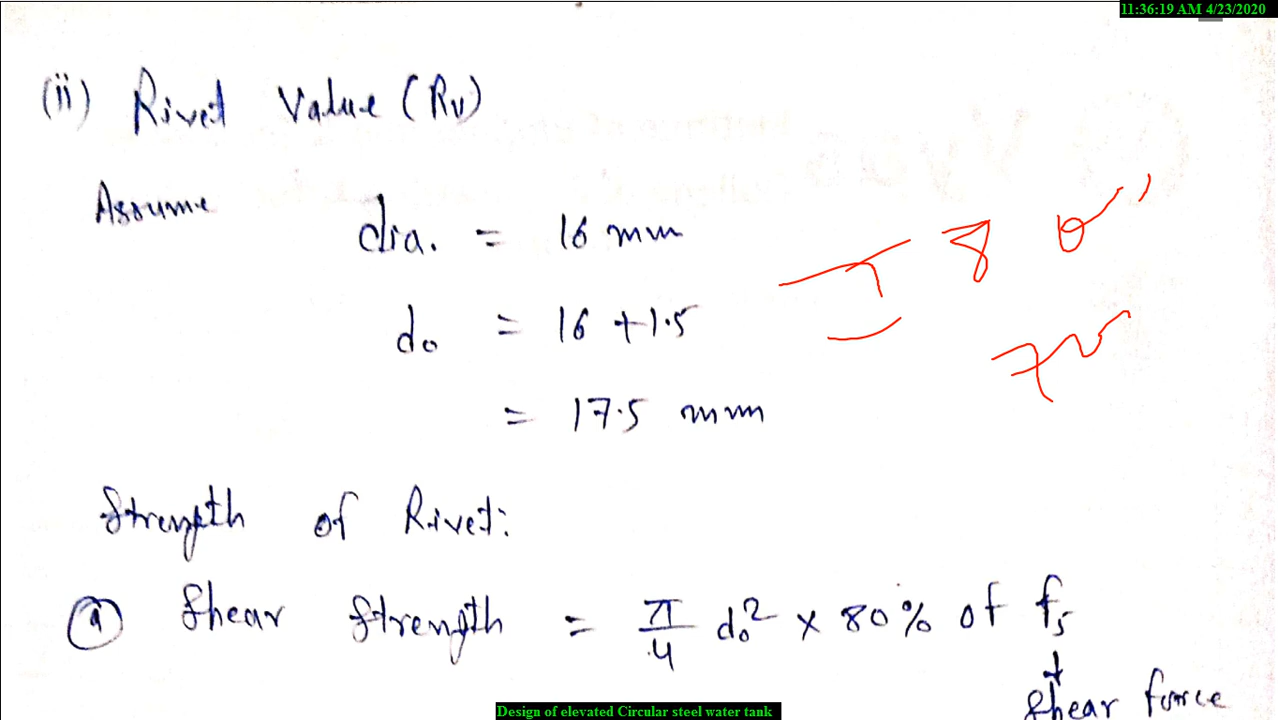 11:36:19 AM 4/23/2020
(ii) Rivet Value (Rv)
Assume dia. = 16 mm
do = 16 + 1.5
= 17.5 mm
Strength of Rivet:
(a) Shear Strength = π/4 do² × 80% of fs
↓
Shear force
Design of elevated Circular steel water tank